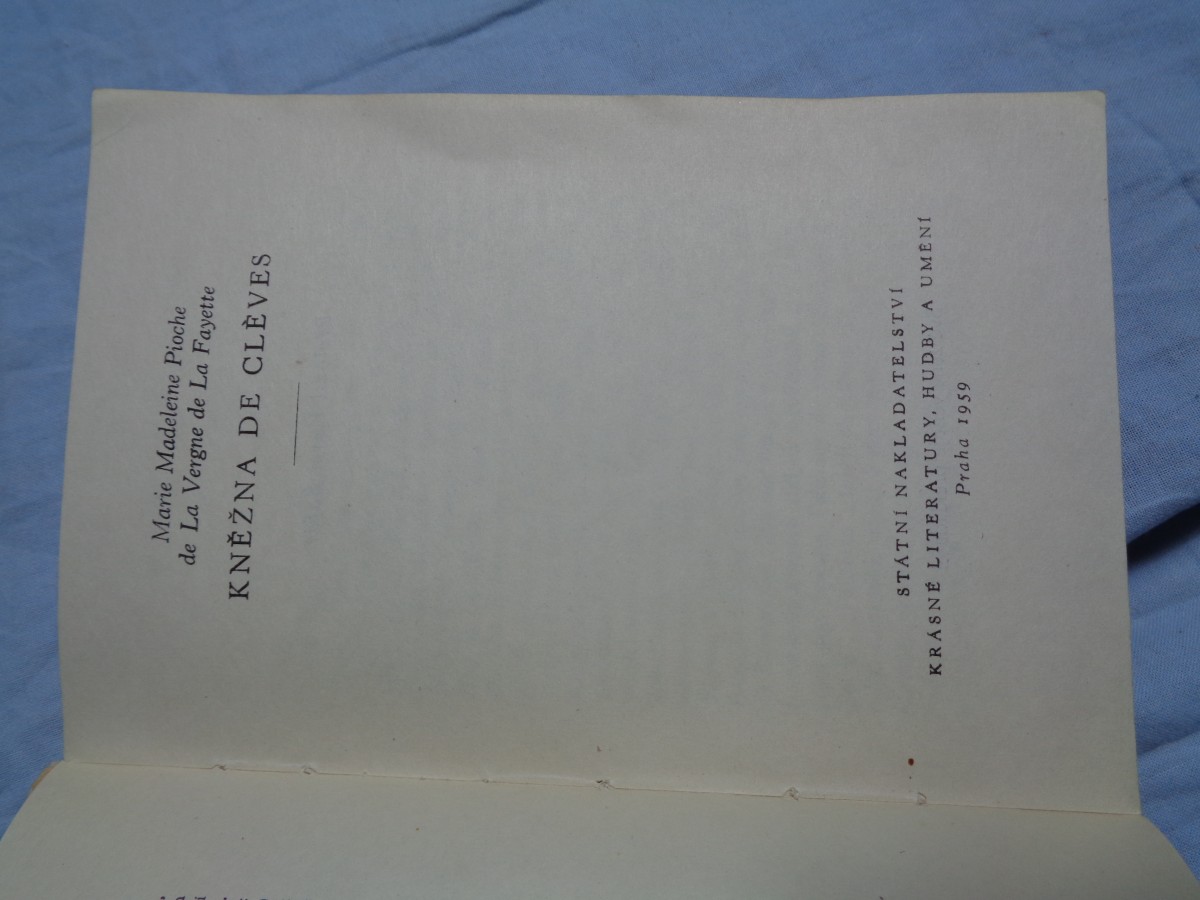 Marie Madeleine Pioche
de La Vergne de La Fayette
KNĚŽNA DE CLÈVES
STÁTNÍ NAKLADATELSTVÍ
KRÁSNÉ LITERATURY, HUDBY A UMĚNÍ
Praha 1959